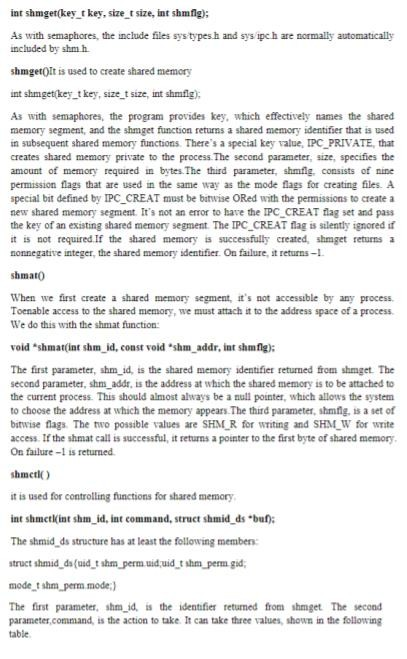 int shmget(key_t key, size_t size, int shmflg);
As with semaphores, the include files sys/types.h and sys/ipc.h are normally automatically
included by shm.h.
shmget()It is used to create shared memory
int shmget(key_t key, size_t size, int shmflg);
As with semaphores, the program provides key, which effectively names the shared
memory segment, and the shmget function returns a shared memory identifier that is used
in subsequent shared memory functions. There's a special key value, IPC_PRIVATE, that
creates shared memory private to the process.The second parameter, size, specifies the
amount of memory required in bytes.The third parameter, shmflg, consists of nine
permission flags that are used in the same way as the mode flags for creating files. A
special bit defined by IPC_CREAT must be bitwise ORed with the permissions to create a
new shared memory segment. It's not an error to have the IPC_CREAT flag set and pass
the key of an existing shared memory segment. The IPC_CREAT flag is silently ignored if
it is not required.If the shared memory is successfully created, shmget returns a
nonnegative integer, the shared memory identifier. On failure, it returns –1.
shmat()
When we first create a shared memory segment, it's not accessible by any process.
Toenable access to the shared memory, we must attach it to the address space of a process.
We do this with the shmat function:
void *shmat(int shm_id, const void *shm_addr, int shmflg);
The first parameter, shm_id, is the shared memory identifier returned from shmget. The
second parameter, shm_addr, is the address at which the shared memory is to be attached to
the current process. This should almost always be a null pointer, which allows the system
to choose the address at which the memory appears.The third parameter, shmflg, is a set of
bitwise flags. The two possible values are SHM_R for writing and SHM_W for write
access. If the shmat call is successful, it returns a pointer to the first byte of shared memory.
On failure –1 is returned.
shmctl( )
it is used for controlling functions for shared memory.
int shmctl(int shm_id, int command, struct shmid_ds *buf);
The shmid_ds structure has at least the following members:
struct shmid_ds{uid_t shm_perm.uid;uid_t shm_perm.gid;
mode_t shm_perm.mode;}
The first parameter, shm_id, is the identifier returned from shmget. The second
parameter,command, is the action to take. It can take three values, shown in the following
table.